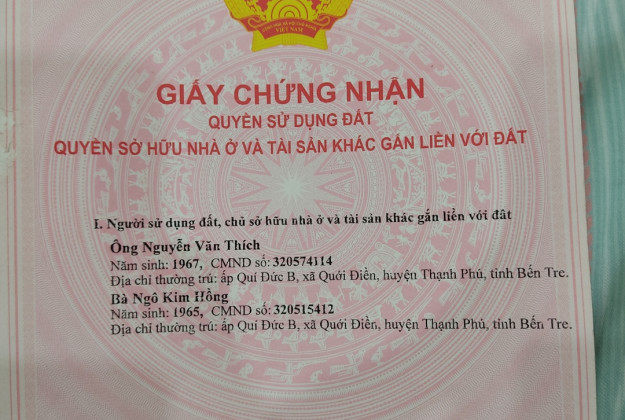 VIỆT NAM
GIẤY CHỨNG NHẬN
QUYỀN SỬ DỤNG ĐẤT
QUYỀN SỞ HỮU NHÀ Ở VÀ TÀI SẢN KHÁC GẮN LIỀN VỚI ĐẤT
I. Người sử dụng đất, chủ sở hữu nhà ở và tài sản khác gắn liền với đất
Ông Nguyễn Văn Thích
Năm sinh: 1967, CMND số: 320574114
Địa chỉ thường trú: ấp Quí Đức B, xã Quới Điền, huyện Thạnh Phú, tỉnh Bến Tre.
Bà Ngô Kim Hồng
Năm sinh: 1965, CMND số: 320515412
Địa chỉ thường trú: ấp Quí Đức B, xã Quới Điền, huyện Thạnh Phú, tỉnh Bến Tre.